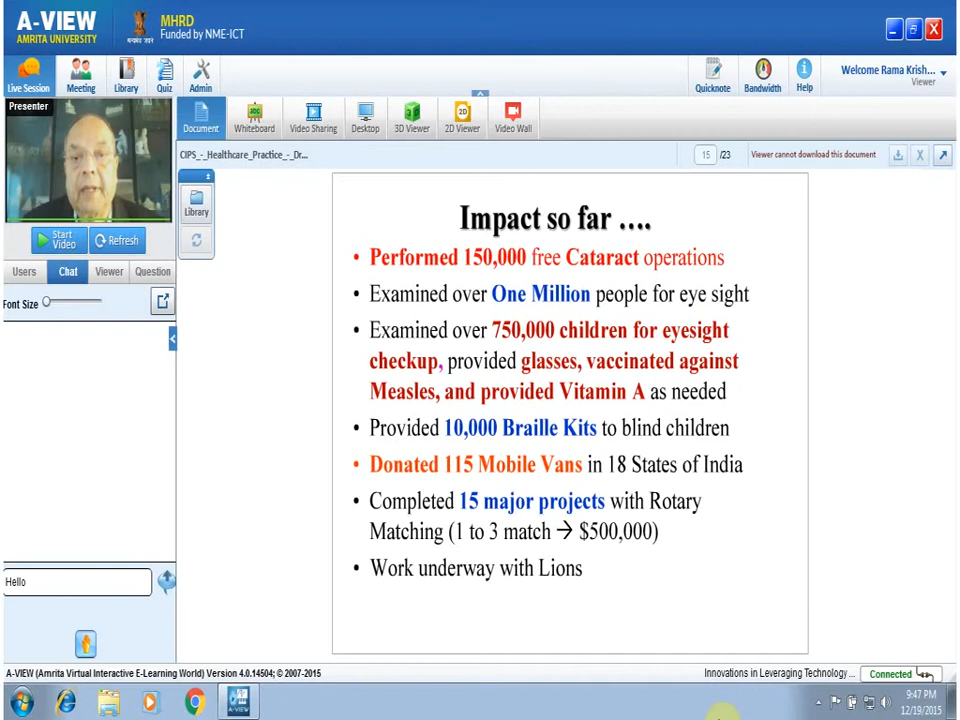 A-VIEW
AMRITA UNIVERSITY
MHRD
Funded by NME-ICT
Live Session
Meeting
Library
Quiz
Admin
Quicknote
Bandwidth
Help
Welcome Rama Krish...
Viewer
Presenter
Document
Whiteboard
Video Sharing
Desktop
3D Viewer
2D Viewer
Video Wall
CIPS_-_Healthcare_Practice_-_Dr...
15 /23
Viewer cannot download this document
Library
Start Video
Refresh
Users
Chat
Viewer
Question
Font Size
Impact so far ....
• Performed 150,000 free Cataract operations
• Examined over One Million people for eye sight
• Examined over 750,000 children for eyesight
checkup, provided glasses, vaccinated against
Measles, and provided Vitamin A as needed
• Provided 10,000 Braille Kits to blind children
• Donated 115 Mobile Vans in 18 States of India
• Completed 15 major projects with Rotary
Matching (1 to 3 match → $500,000)
• Work underway with Lions
Hello
A-VIEW (Amrita Virtual Interactive E-Learning World) Version 4.0.14504; © 2007-2015
Innovations in Leveraging Technology ...
Connected
9:47 PM
12/19/2015